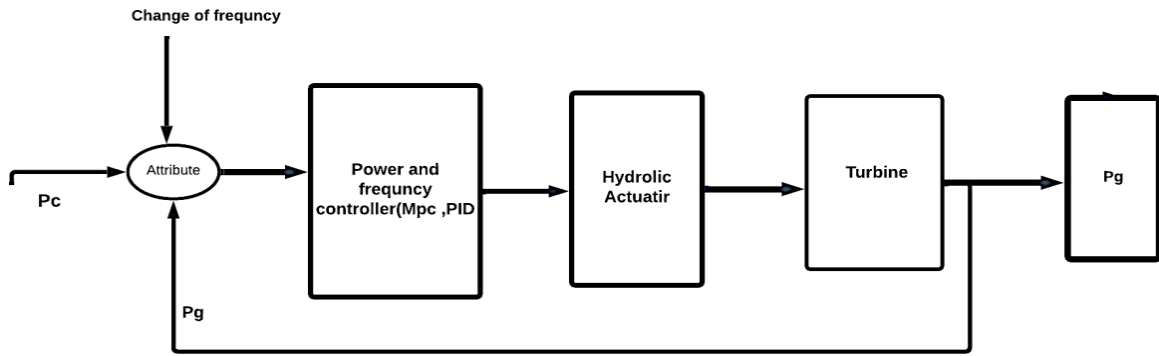 Change of frequncy
Attribute
Pc
Power and
frequncy
controller(Mpc ,PID
Hydrolic
Actuatir
Turbine
Pg
Pg